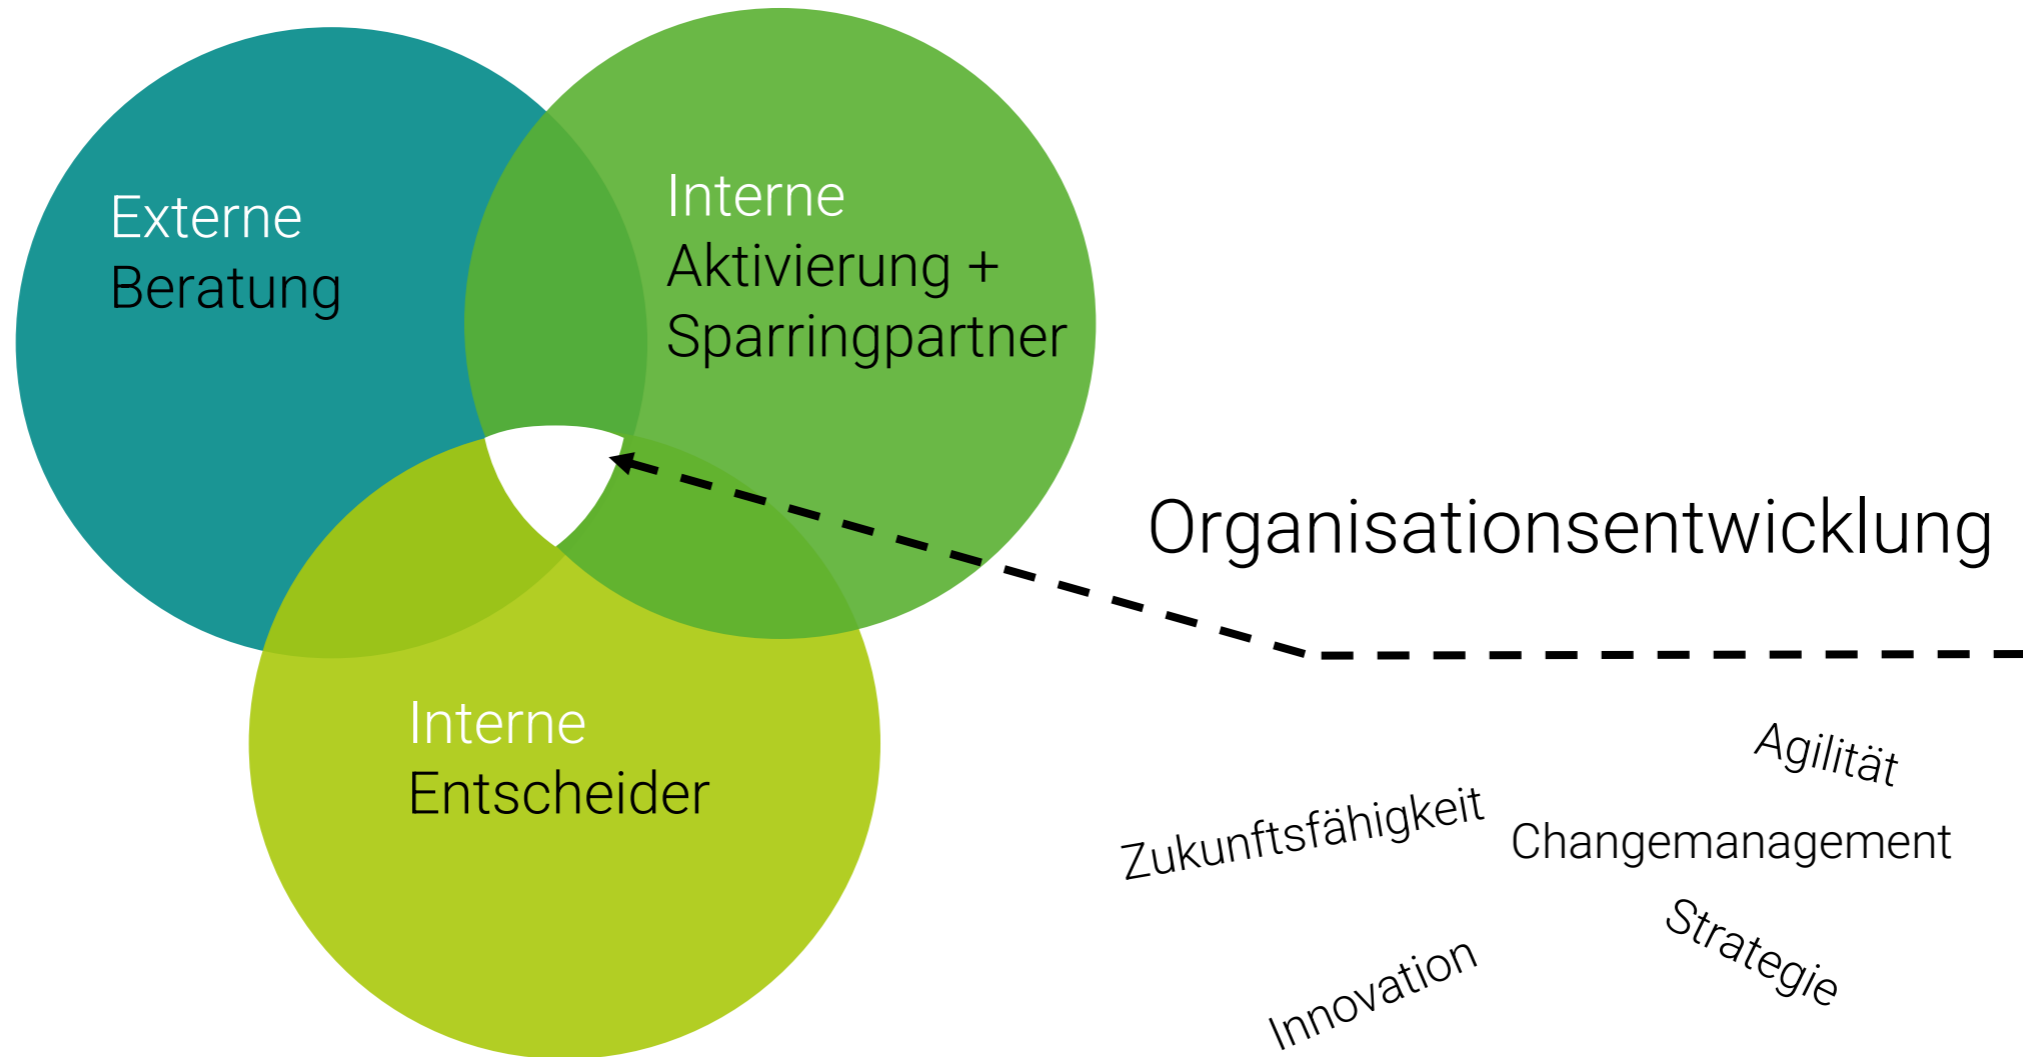 Externe
Beratung
Interne
Aktivierung +
Sparringpartner
Interne
Entscheider
Organisationsentwicklung
Agilität
Zukunftsfähigkeit
Changemanagement
Strategie
Innovation